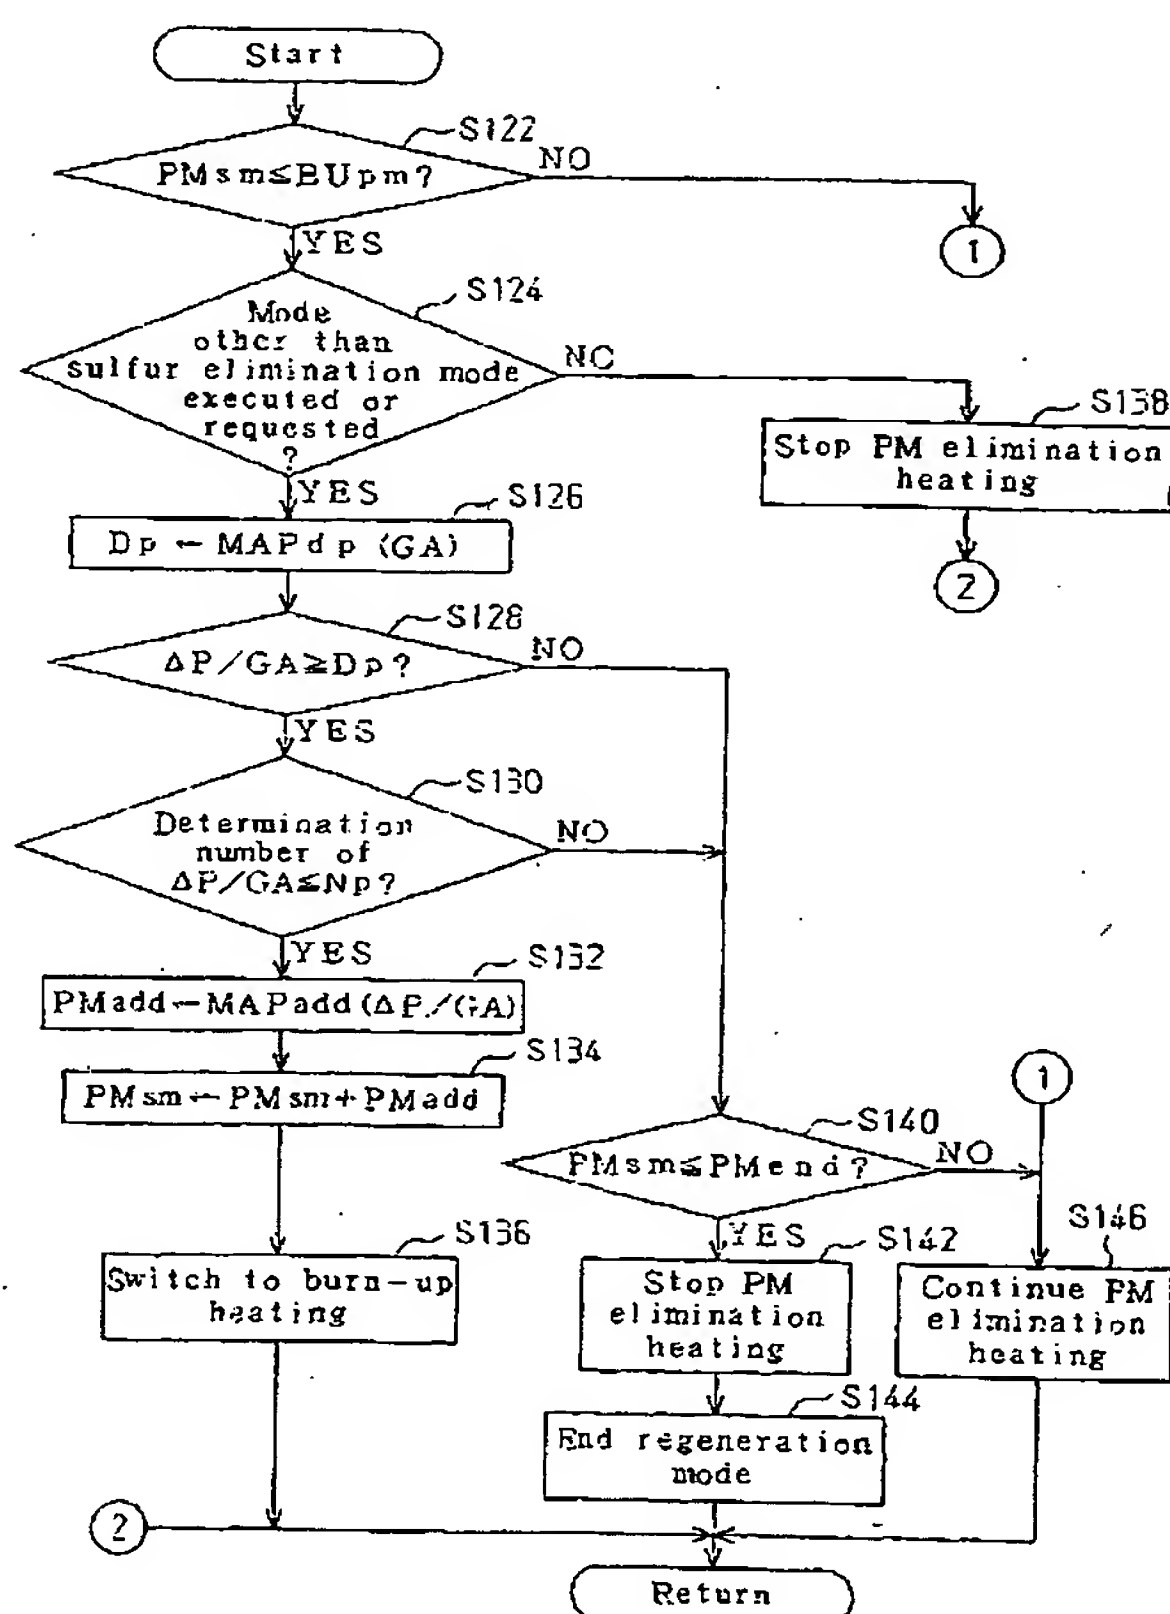 Start
S122
PMsm≦BUpm?
NO
1
YES
S124
Mode
other than
sulfur elimination mode
executed or
requested
?
NO
S138
Stop PM elimination
heating
2
YES
S126
Dp ← MAPdp (GA)
S128
ΔP/GA≧Dp?
NO
YES
S130
Determination
number of
ΔP/GA≦Np?
NO
YES
S132
PMadd←MAPadd(ΔP/GA)
S134
PMsm←PMsm+PMadd
1
S140
PMsm≦PMend?
NO
YES
S136
Switch to burn-up
heating
S142
Stop PM
elimination
heating
S146
Continue PM
elimination
heating
S144
End regeneration
mode
2
Return